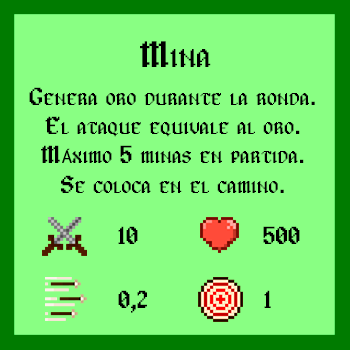 Mina
Genera oro durante la ronda.
El ataque equivale al oro.
Máximo 5 minas en partida.
Se coloca en el camino.
10 500
0,2 1